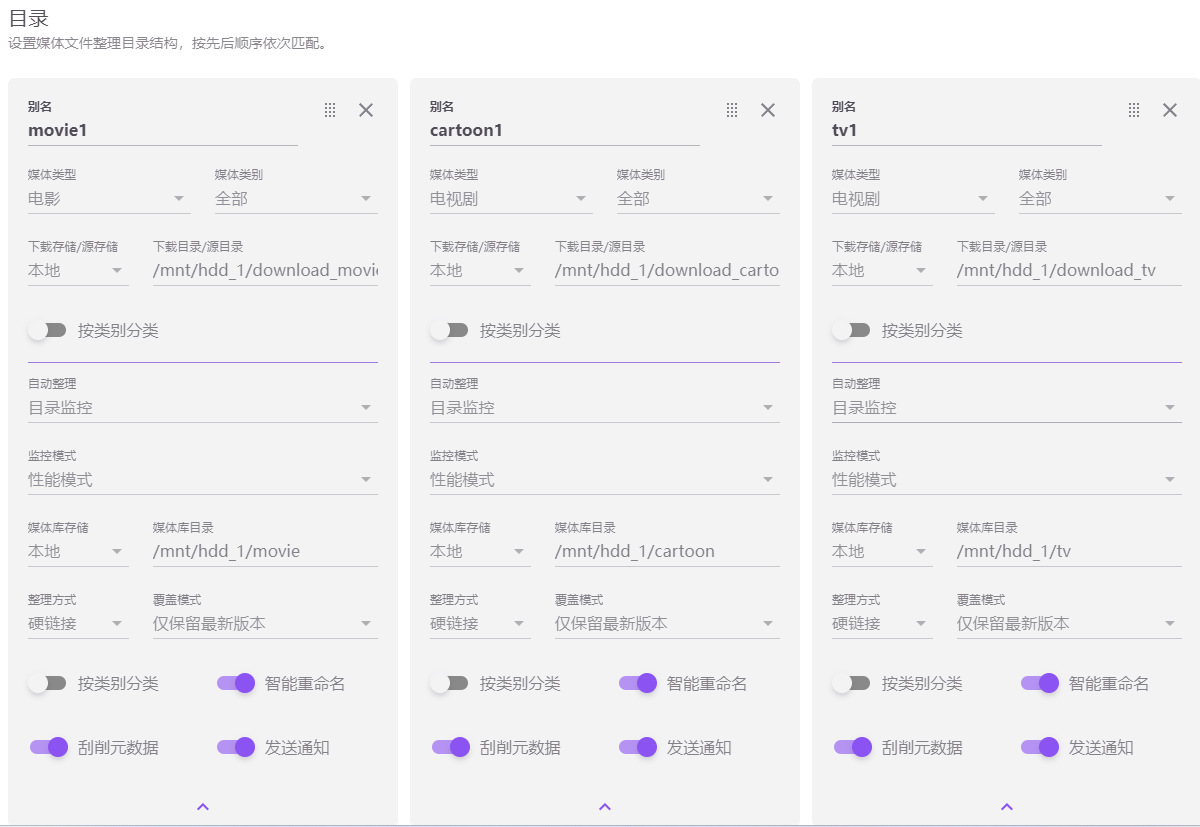 目录
设置媒体文件整理目录结构，按先后顺序依次匹配。
别名
movie1
媒体类型
媒体类别
电影
全部
下载存储/源存储
下载目录/源目录
本地
/mnt/hdd_1/download_movi
按类别分类
自动整理
目录监控
监控模式
性能模式
媒体库存储
媒体库目录
本地
/mnt/hdd_1/movie
整理方式
覆盖模式
硬链接
仅保留最新版本
按类别分类
智能重命名
刮削元数据
发送通知
别名
cartoon1
媒体类型
媒体类别
电视剧
全部
下载存储/源存储
下载目录/源目录
本地
/mnt/hdd_1/download_carto
按类别分类
自动整理
目录监控
监控模式
性能模式
媒体库存储
媒体库目录
本地
/mnt/hdd_1/cartoon
整理方式
覆盖模式
硬链接
仅保留最新版本
按类别分类
智能重命名
刮削元数据
发送通知
别名
tv1
媒体类型
媒体类别
电视剧
全部
下载存储/源存储
下载目录/源目录
本地
/mnt/hdd_1/download_tv
按类别分类
自动整理
目录监控
监控模式
性能模式
媒体库存储
媒体库目录
本地
/mnt/hdd_1/tv
整理方式
覆盖模式
硬链接
仅保留最新版本
按类别分类
智能重命名
刮削元数据
发送通知